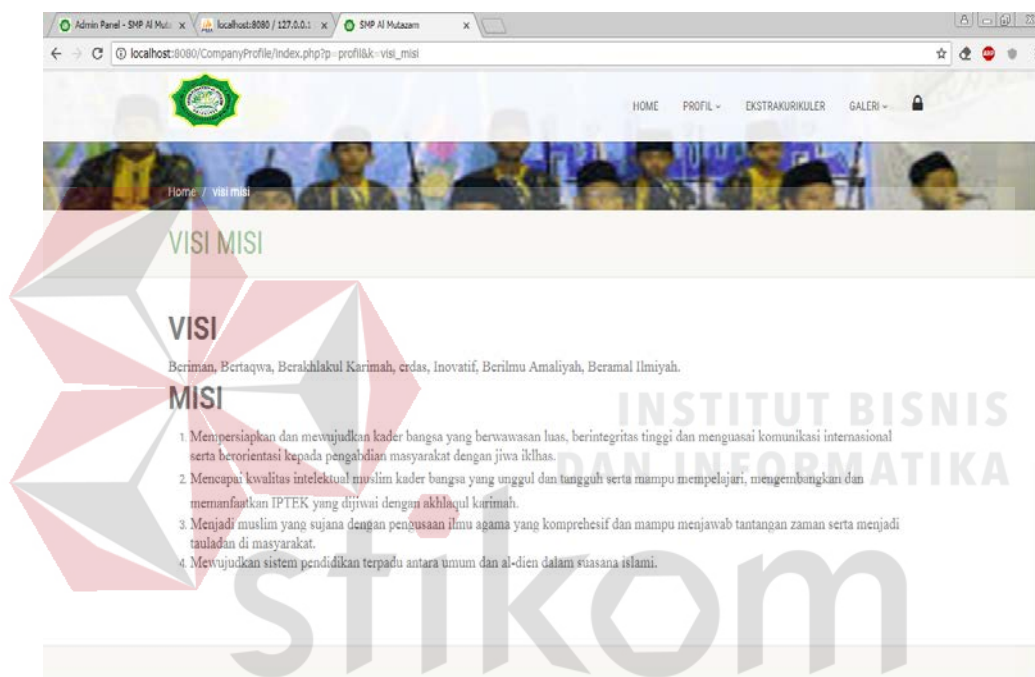 Admin Panel - SMP Al Muta
localhost:8080 / 127.0.0.1
SMP Al Mutazam
localhost:8080/CompanyProfile/index.php?p=profil&k=visi_misi
HOME PROFIL EKSTRAKURIKULER GALERI
Home / visi misi
VISI MISI
VISI
Beriman, Bertaqwa, Berakhlakul Karimah, crdas, Inovatif, Berilmu Amaliyah, Beramal Ilmiyah.
MISI
1. Mempersiapkan dan mewujudkan kader bangsa yang berwawasan luas, berintegritas tinggi dan menguasai komunikasi internasional
serta berorientasi kepada pengabdian masyarakat dengan jiwa iklhas.
2. Mencapai kwalitas intelektual muslim kader bangsa yang unggul dan tangguh serta mampu mempelajari, mengembangkan dan
memanfaatkan IPTEK yang dijiwai dengan akhlaqul karimah.
3. Menjadi muslim yang sujana dengan pengusaan ilmu agama yang komprehesif dan mampu menjawab tantangan zaman serta menjadi
tauladan di masyarakat.
4. Mewujudkan sistem pendidikan terpadu antara umum dan al-dien dalam suasana islami.
INSTITUT BISNIS
DAN INFORMATIKA
stikom